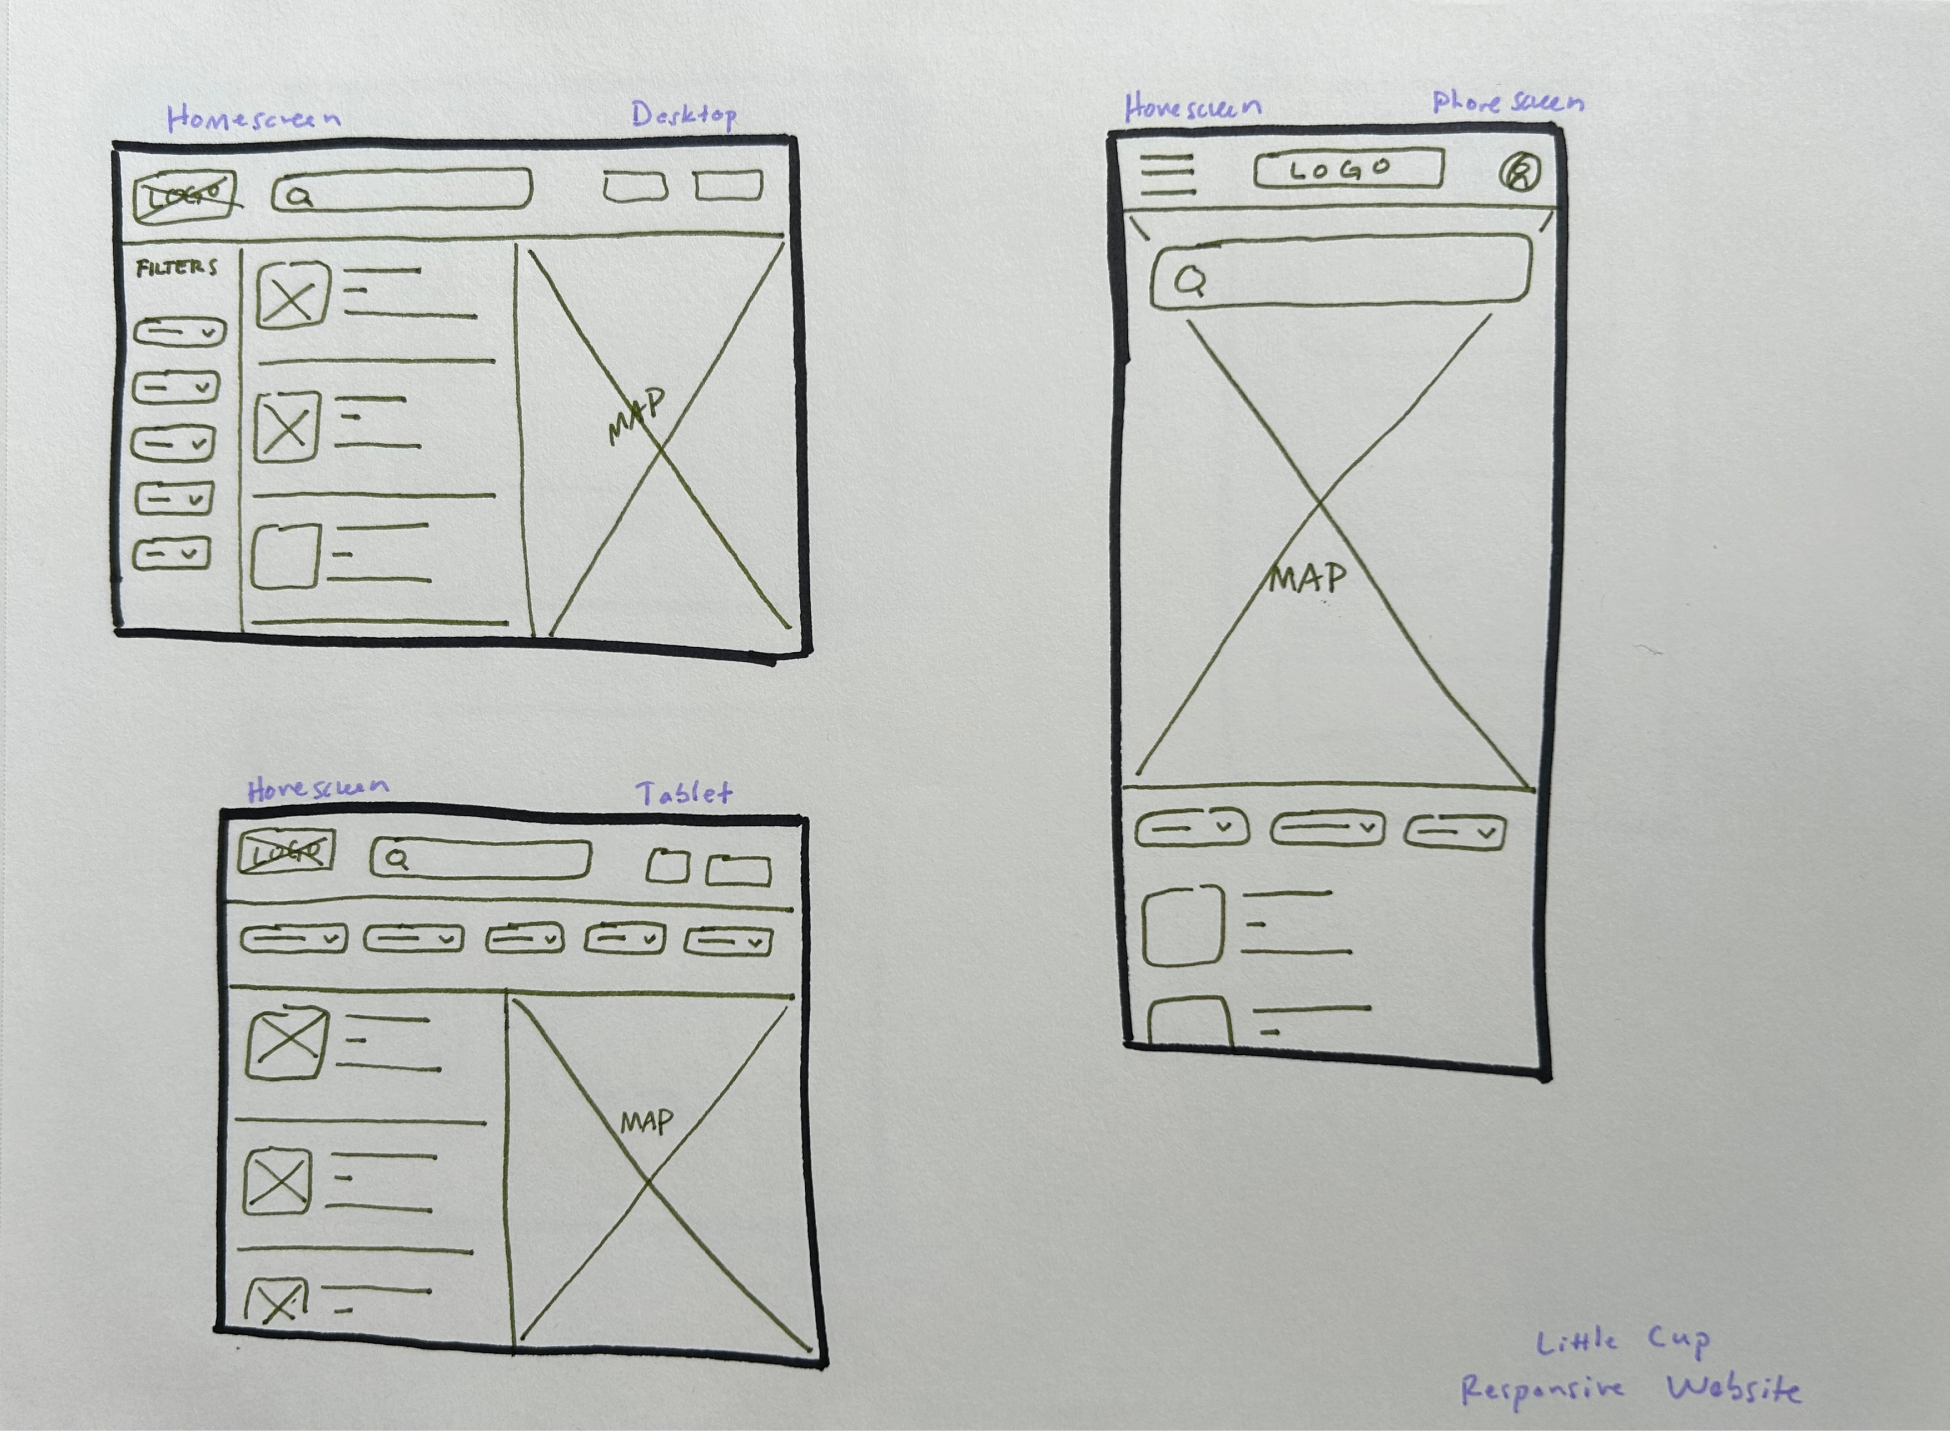 Homescreen
Desktop
LOGO
FILTERS
MAP
Homescreen
Phone screen
LOGO
MAP
Homescreen
Tablet
LOGO
MAP
Little Cup
Responsive Website